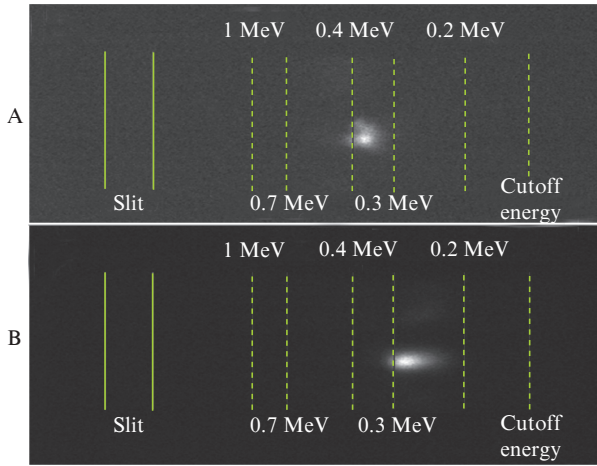 A
1 MeV 0.4 MeV 0.2 MeV
Slit 0.7 MeV 0.3 MeV Cutoff
energy
B
1 MeV 0.4 MeV 0.2 MeV
Slit 0.7 MeV 0.3 MeV Cutoff
energy